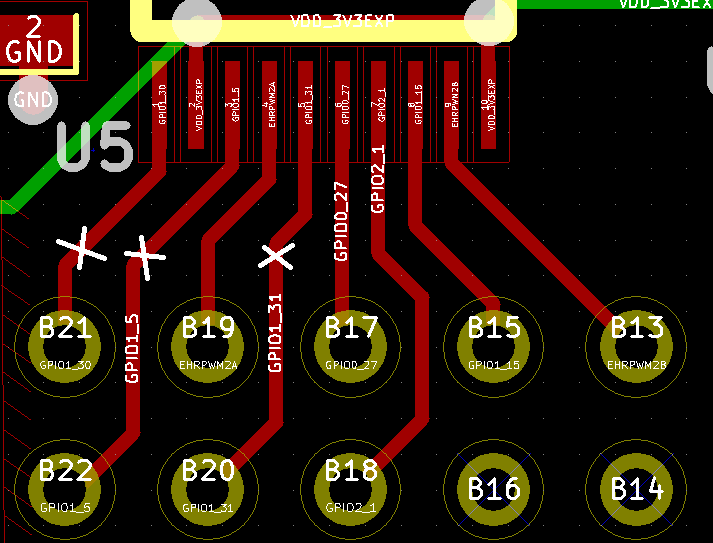 VDD_3V3EXP
VDD_3V3EXP
2
GND
GND
U5
1
GPIO1_30
2
VDD_3V3EXP
3
GPIO1_5
4
EHRPWM2A
5
GPIO1_31
6
GPIO0_27
7
GPIO2_1
8
GPIO1_15
9
EHRPWM2B
10
VDD_3V3EXP
GPIO0_27
GPIO2_1
GPIO1_5
GPIO1_31
B21
GPIO1_30
B19
EHRPWM2A
B17
GPIO0_27
B15
GPIO1_15
B13
EHRPWM2B
B22
GPIO1_5
B20
GPIO1_31
B18
GPIO2_1
B16
B14